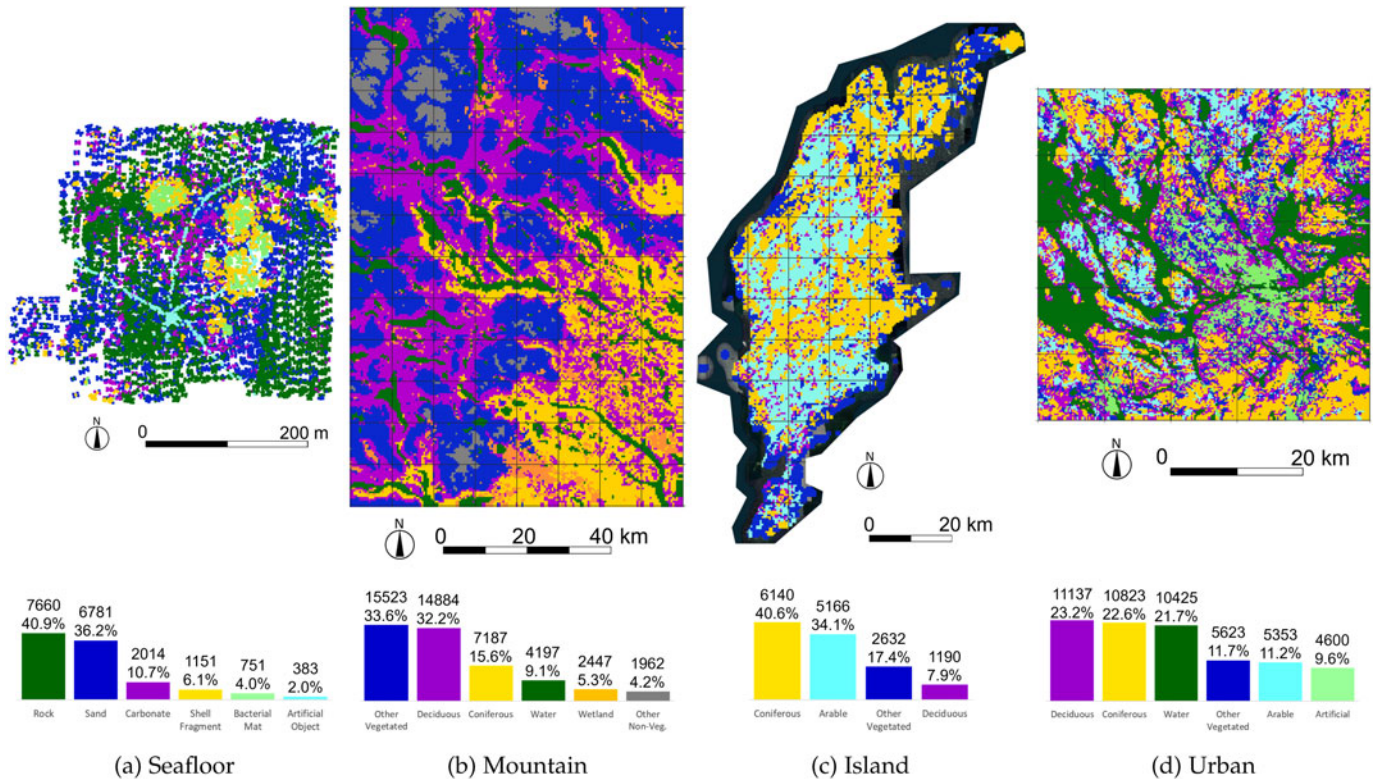 N
0 200 m
N
0 20 40 km
N
0 20 km
N
0 20 km
7660 6781 2014 1151 751 383
40.9% 36.2% 10.7% 6.1% 4.0% 2.0%
Rock Sand Carbonate Shell Fragment Bacterial Mat Artificial Object
15523 14884 7187 4197 2447 1962
33.6% 32.2% 15.6% 9.1% 5.3% 4.2%
Other Vegetated Deciduous Coniferous Water Wetland Other Non-Veg.
6140 5166 2632 1190
40.6% 34.1% 17.4% 7.9%
Coniferous Arable Other Vegetated Deciduous
11137 10823 10425 5623 5353 4600
23.2% 22.6% 21.7% 11.7% 11.2% 9.6%
Deciduous Coniferous Water Other Vegetated Arable Artificial
(a) Seafloor
(b) Mountain
(c) Island
(d) Urban